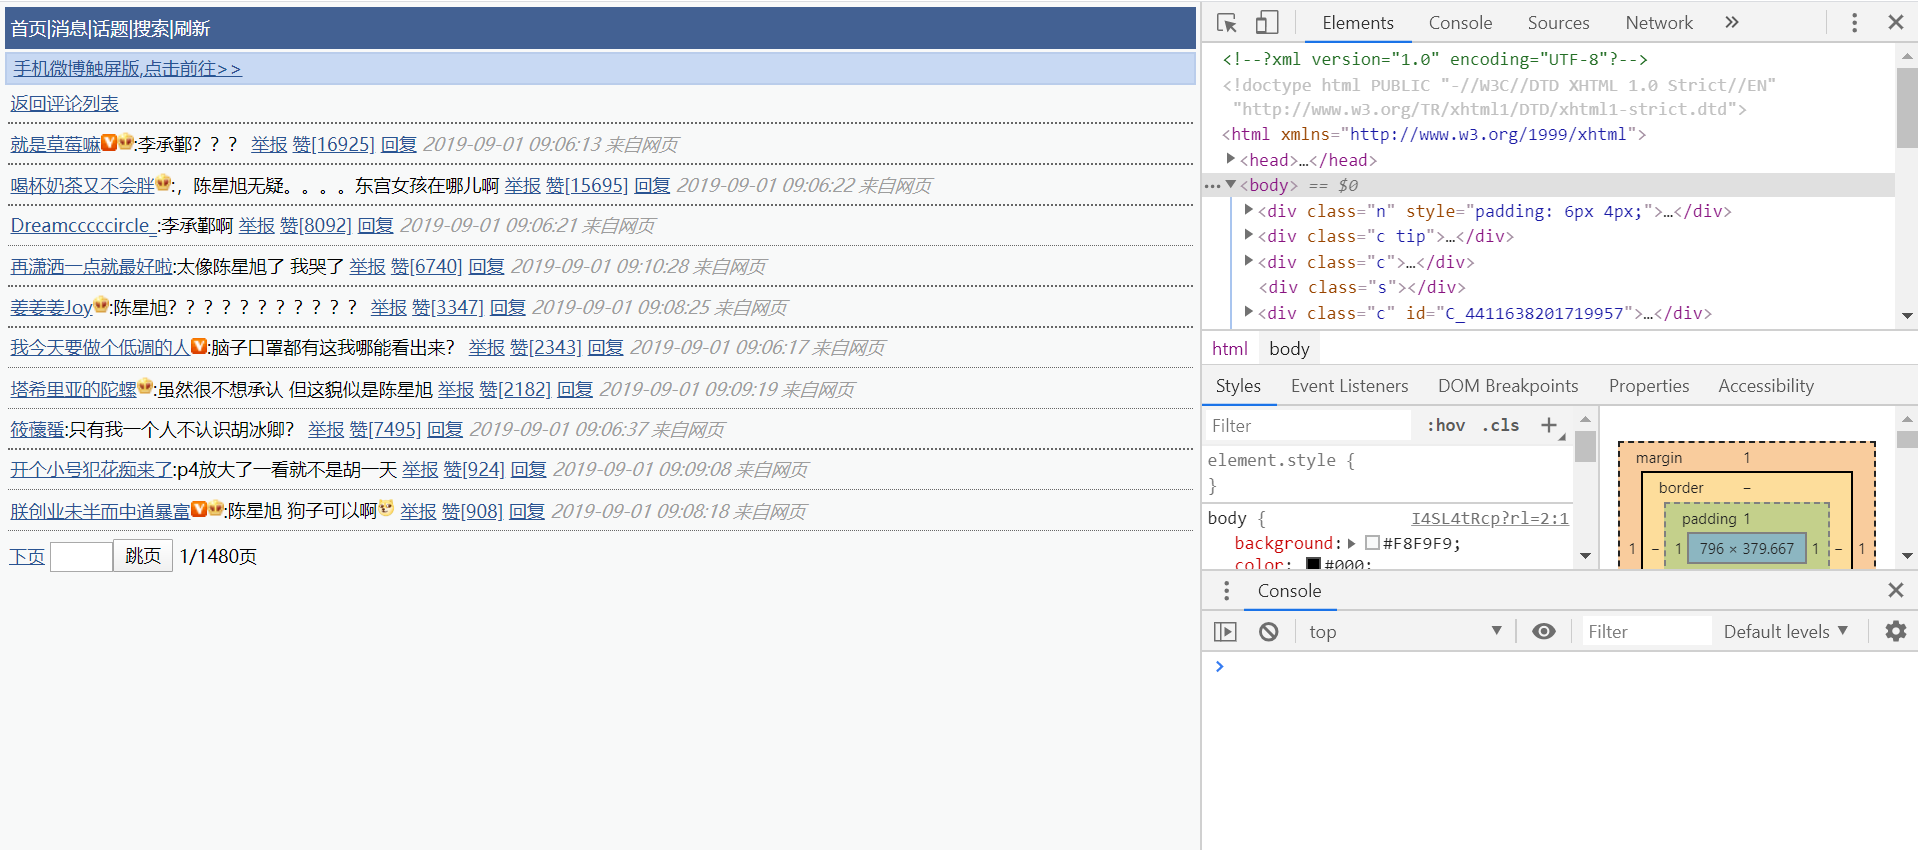 首页|消息|话题|搜索|刷新
手机微博触屏版,点击前往>>
返回评论列表
就是草莓嘛:李承鄞？？？ 举报 赞[16925] 回复 2019-09-01 09:06:13 来自网页
喝杯奶茶又不会胖:，陈星旭无疑。。。。东宫女孩在哪儿啊 举报 赞[15695] 回复 2019-09-01 09:06:22 来自网页
Dreamcccccircle_:李承鄞啊 举报 赞[8092] 回复 2019-09-01 09:06:21 来自网页
再潇洒一点就最好啦:太像陈星旭了 我哭了 举报 赞[6740] 回复 2019-09-01 09:10:28 来自网页
姜姜姜Joy:陈星旭？？？？？？？？？？？ 举报 赞[3347] 回复 2019-09-01 09:08:25 来自网页
我今天要做个低调的人:脑子口罩都有这我哪能看出来？ 举报 赞[2343] 回复 2019-09-01 09:06:17 来自网页
塔希里亚的陀螺:虽然很不想承认 但这貌似是陈星旭 举报 赞[2182] 回复 2019-09-01 09:09:19 来自网页
:只有我一个人不认识胡冰卿？ 举报 赞[7495] 回复 2019-09-01 09:06:37 来自网页
开个小号犯花痴来了:p4放大了一看就不是胡一天 举报 赞[924] 回复 2019-09-01 09:09:08 来自网页
朕创业未半而中道暴富:陈星旭 狗子可以啊 举报 赞[908] 回复 2019-09-01 09:08:18 来自网页
下页 跳页 1/1480页
Elements Console Sources Network »
<!--?xml version="1.0" encoding="UTF-8"?-->
<!doctype html PUBLIC "-//W3C//DTD XHTML 1.0 Strict//EN"
"http://www.w3.org/TR/xhtml1/DTD/xhtml1-strict.dtd">
<html xmlns="http://www.w3.org/1999/xhtml">
<head>…</head>
<body> == $0
<div class="n" style="padding: 6px 4px;">…</div>
<div class="c tip">…</div>
<div class="c">…</div>
<div class="s"></div>
<div class="c" id="C_4411638201719957">…</div>
html body
Styles Event Listeners DOM Breakpoints Properties Accessibility
Filter :hov .cls +
element.style {
}
body { I4SL4tRcp?rl=2:1
background: #F8F9F9;
color: #000;
margin 1
border –
padding 1
1 – 1 796 × 379.667 1 – 1
Console
top Filter Default levels
>